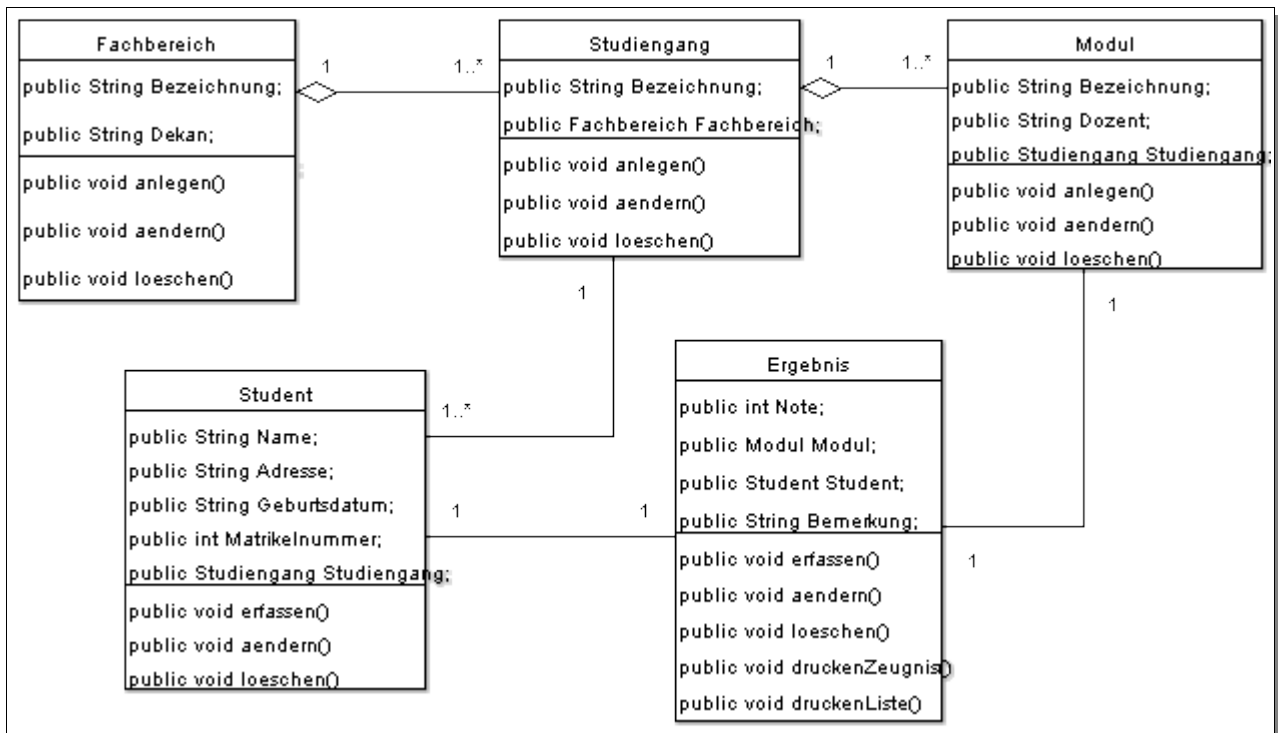 Fachbereich
public String Bezeichnung;
public String Dekan;
public void anlegen()
public void aendern()
public void loeschen()
1
1..*
Studiengang
public String Bezeichnung;
public Fachbereich Fachbereich;
public void anlegen()
public void aendern()
public void loeschen()
1
1..*
Modul
public String Bezeichnung;
public String Dozent;
public Studiengang Studiengang;
public void anlegen()
public void aendern()
public void loeschen()
1
1
Student
public String Name;
public String Adresse;
public String Geburtsdatum;
public int Matrikelnummer;
public Studiengang Studiengang;
public void erfassen()
public void aendern()
public void loeschen()
1..*
1
1
Ergebnis
public int Note;
public Modul Modul;
public Student Student;
public String Bemerkung;
public void erfassen()
public void aendern()
public void loeschen()
public void druckenZeugnis()
public void druckenListe()
1